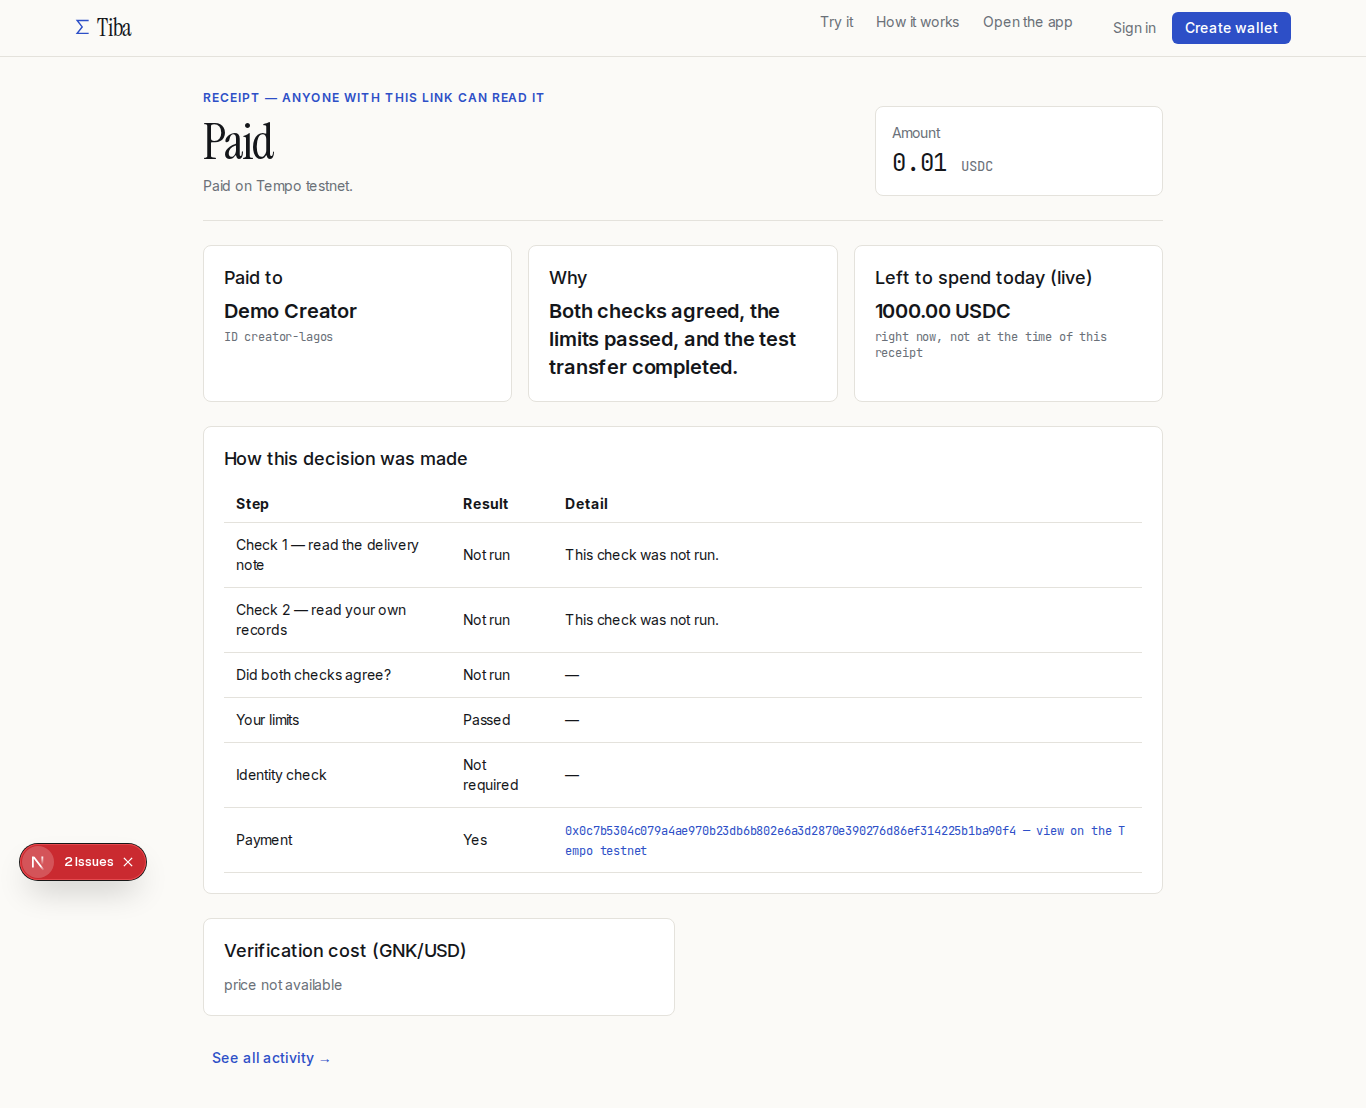 Σ Tiba
Try it How it works Open the app Sign in Create wallet
RECEIPT — ANYONE WITH THIS LINK CAN READ IT
Paid
Paid on Tempo testnet.
Amount
0.01 USDC
Paid to
Demo Creator
ID creator-lagos
Why
Both checks agreed, the
limits passed, and the test
transfer completed.
Left to spend today (live)
1000.00 USDC
right now, not at the time of this
receipt
How this decision was made
Step Result Detail
Check 1 — read the delivery
note
Not run
This check was not run.
Check 2 — read your own
records
Not run
This check was not run.
Did both checks agree? Not run —
Your limits Passed —
Identity check
Not
required
—
Payment
Yes
0x0c7b5304c079a4ae970b23db6b802e6a3d2870e390276d86ef314225b1ba90f4 — view on the T
empo testnet
2 Issues
Verification cost (GNK/USD)
price not available
See all activity →